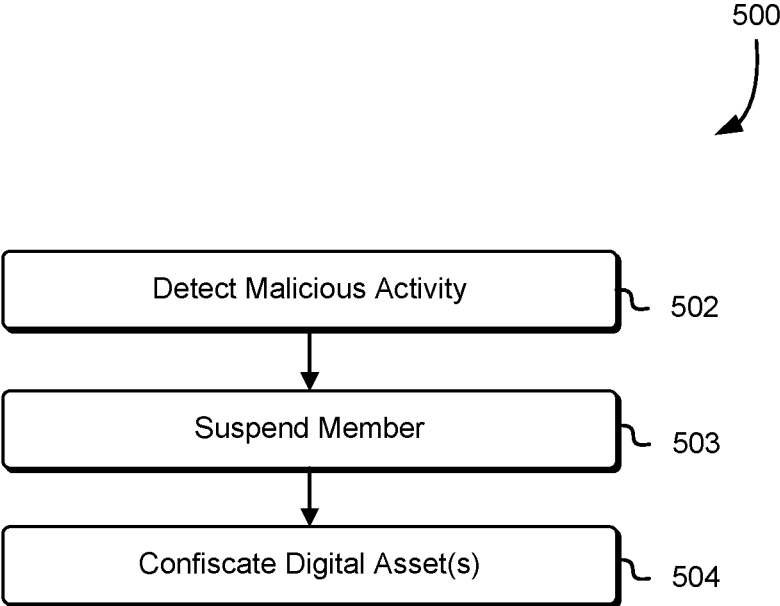 500
Detect Malicious Activity
502
Suspend Member
503
Confiscate Digital Asset(s)
504